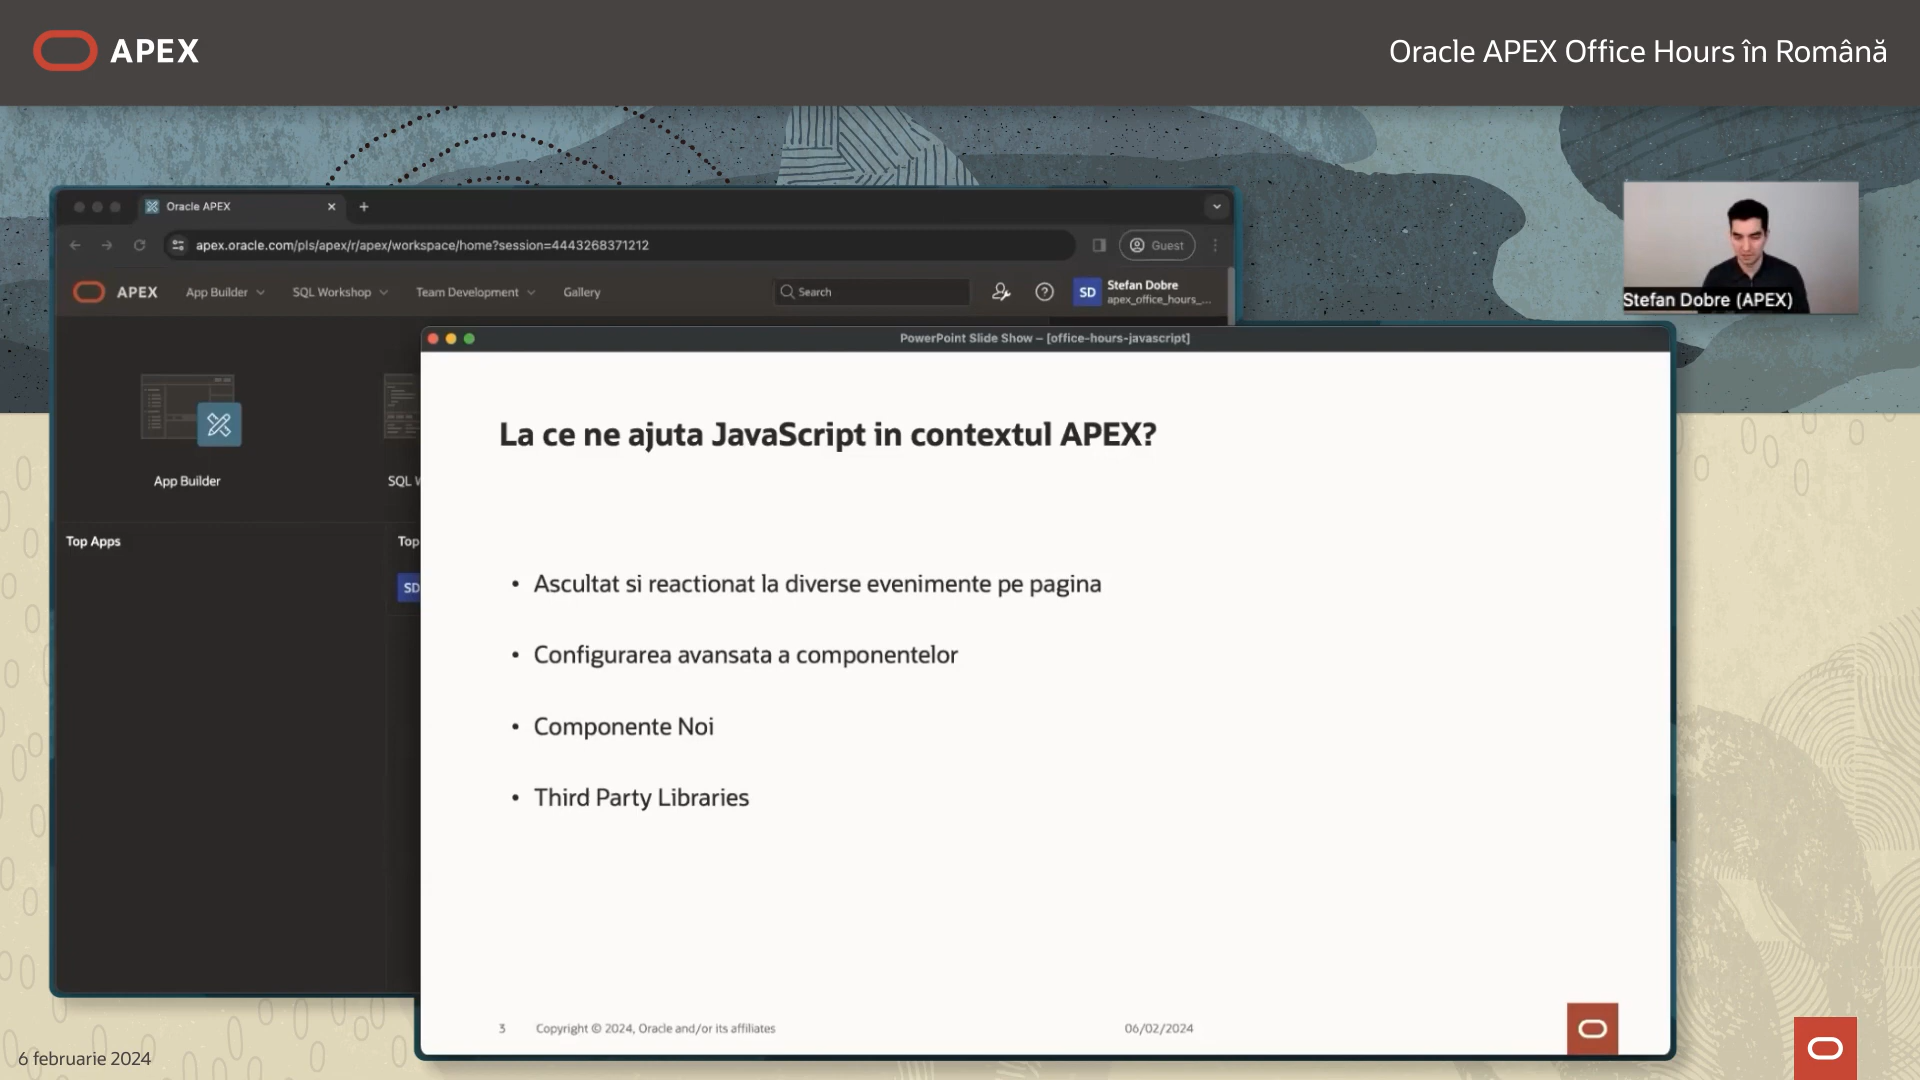 APEX
Oracle APEX Office Hours în Română
Oracle APEX
apex.oracle.com/pls/apex/r/apex/workspace/home?session=4443268371212
Guest
APEX
App Builder
SQL Workshop
Team Development
Gallery
Search
SD
Stefan Dobre
apex_office_hours_...
Stefan Dobre (APEX)
PowerPoint Slide Show – [office-hours-javascript]
App Builder
SQL
Top Apps
Top
SD
La ce ne ajuta JavaScript in contextul APEX?
• Ascultat si reactionat la diverse evenimente pe pagina
• Configurarea avansata a componentelor
• Componente Noi
• Third Party Libraries
3
Copyright © 2024, Oracle and/or its affiliates
06/02/2024
6 februarie 2024